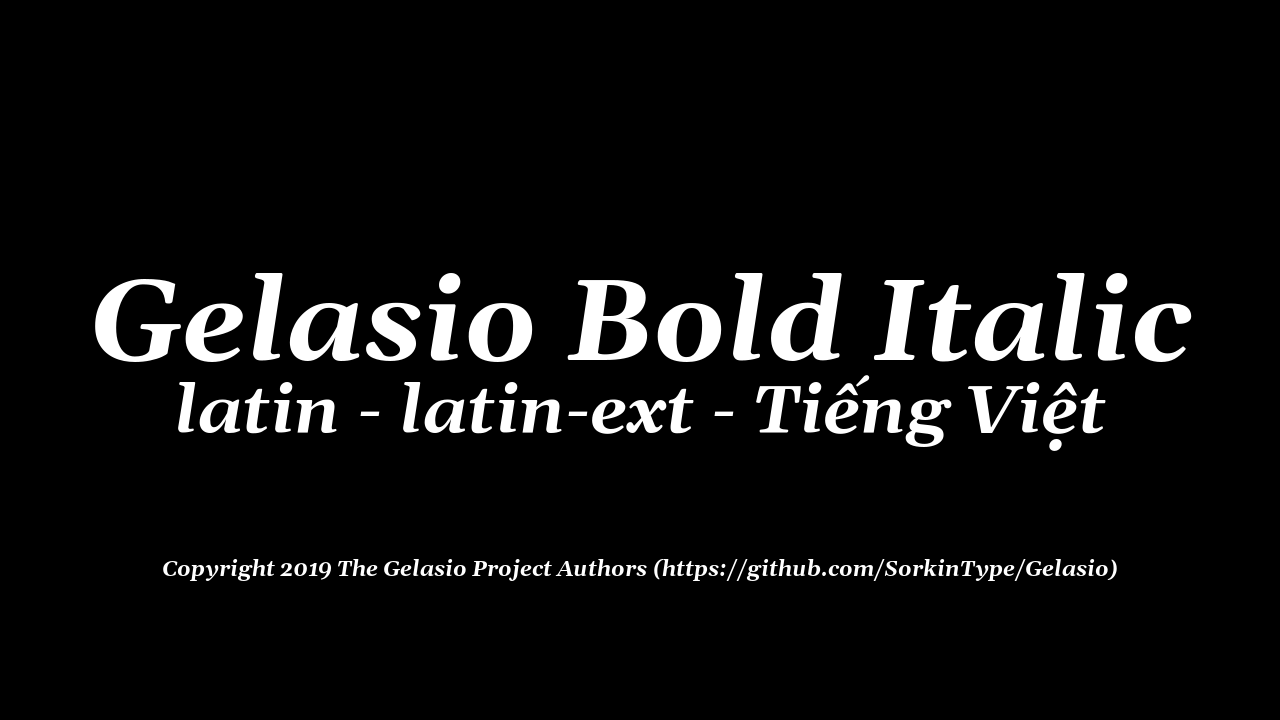 Gelasio Bold Italic
latin - latin-ext - Tiếng Việt
Copyright 2019 The Gelasio Project Authors (https://github.com/SorkinType/Gelasio)